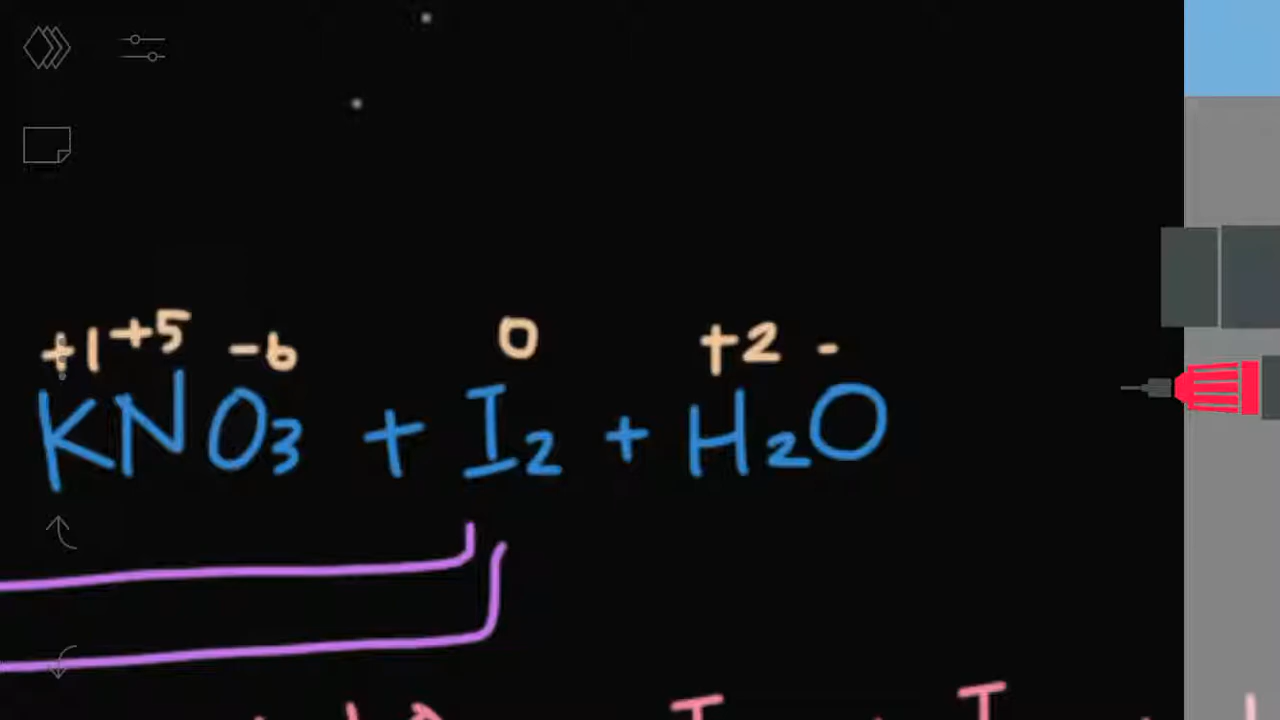 +1 +5 -6 0 +2 -
KNO₃ + I₂ + H₂O